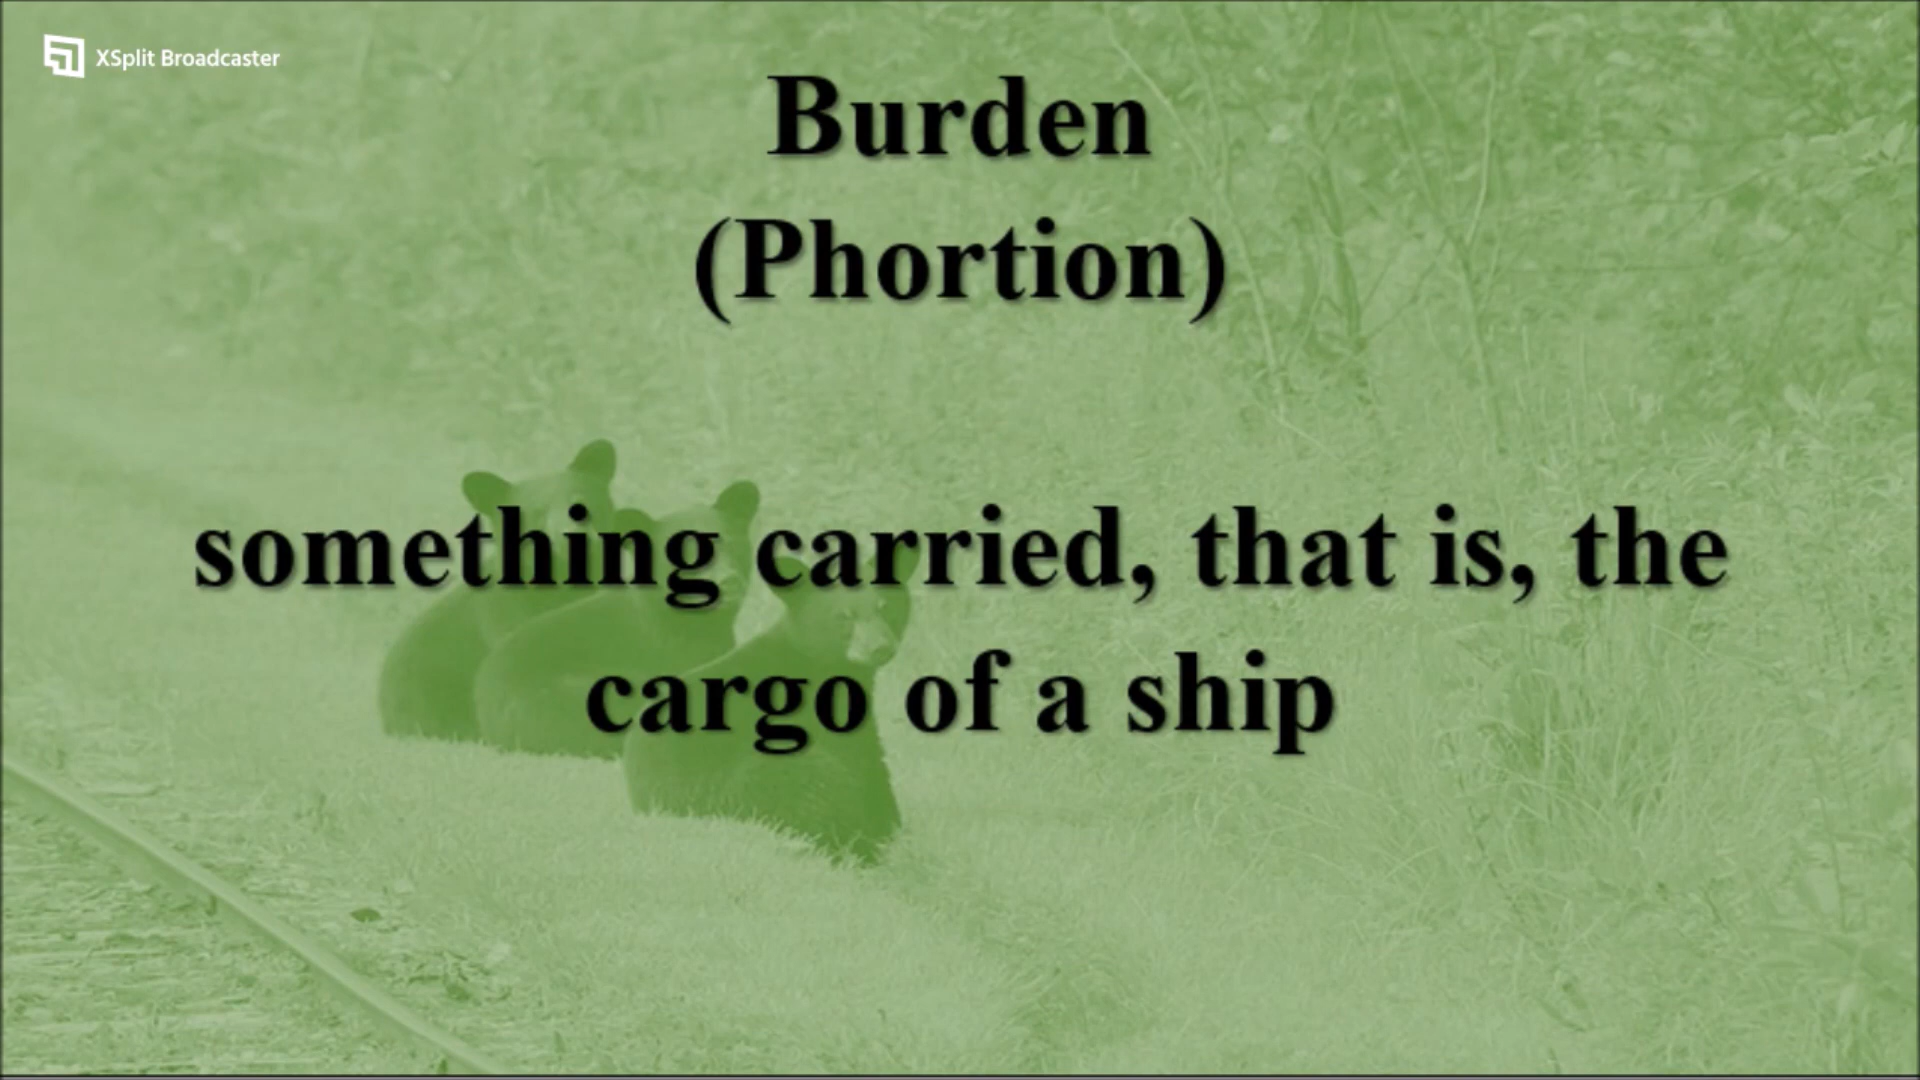 XSplit Broadcaster
Burden
(Phortion)
something carried, that is, the
cargo of a ship